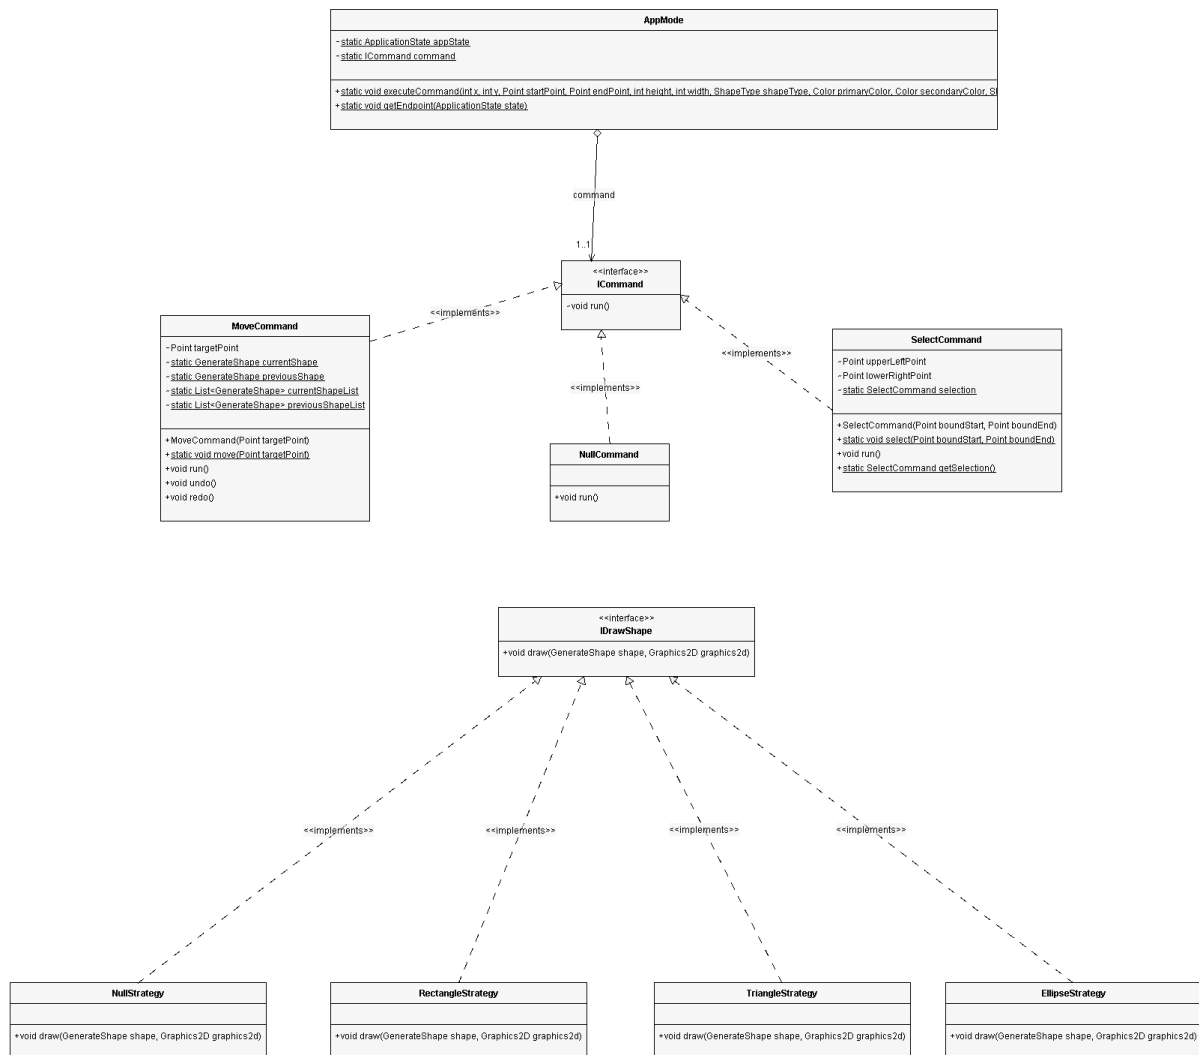 AppMode
-static ApplicationState appState
-static ICommand command
+static void executeCommand(int x, int y, Point startPoint, Point endPoint, int height, int width, ShapeType shapeType, Color primaryColor, Color secondaryColor, S
+static void getEndpoint(ApplicationState state)
command
1..1
<<interface>>
ICommand
~void run()
<<implements>>
<<implements>>
<<implements>>
MoveCommand
-Point targetPoint
-static GenerateShape currentShape
-static GenerateShape previousShape
-static List<GenerateShape> currentShapeList
-static List<GenerateShape> previousShapeList
+MoveCommand(Point targetPoint)
+static void move(Point targetPoint)
+void run()
+void undo()
+void redo()
NullCommand
+void run()
SelectCommand
-Point upperLeftPoint
-Point lowerRightPoint
-static SelectCommand selection
+SelectCommand(Point boundStart, Point boundEnd)
+static void select(Point boundStart, Point boundEnd)
+void run()
+static SelectCommand getSelection()
<<interface>>
IDrawShape
+void draw(GenerateShape shape, Graphics2D graphics2d)
<<implements>>
<<implements>>
<<implements>>
<<implements>>
NullStrategy
+void draw(GenerateShape shape, Graphics2D graphics2d)
RectangleStrategy
+void draw(GenerateShape shape, Graphics2D graphics2d)
TriangleStrategy
+void draw(GenerateShape shape, Graphics2D graphics2d)
EllipseStrategy
+void draw(GenerateShape shape, Graphics2D graphics2d)